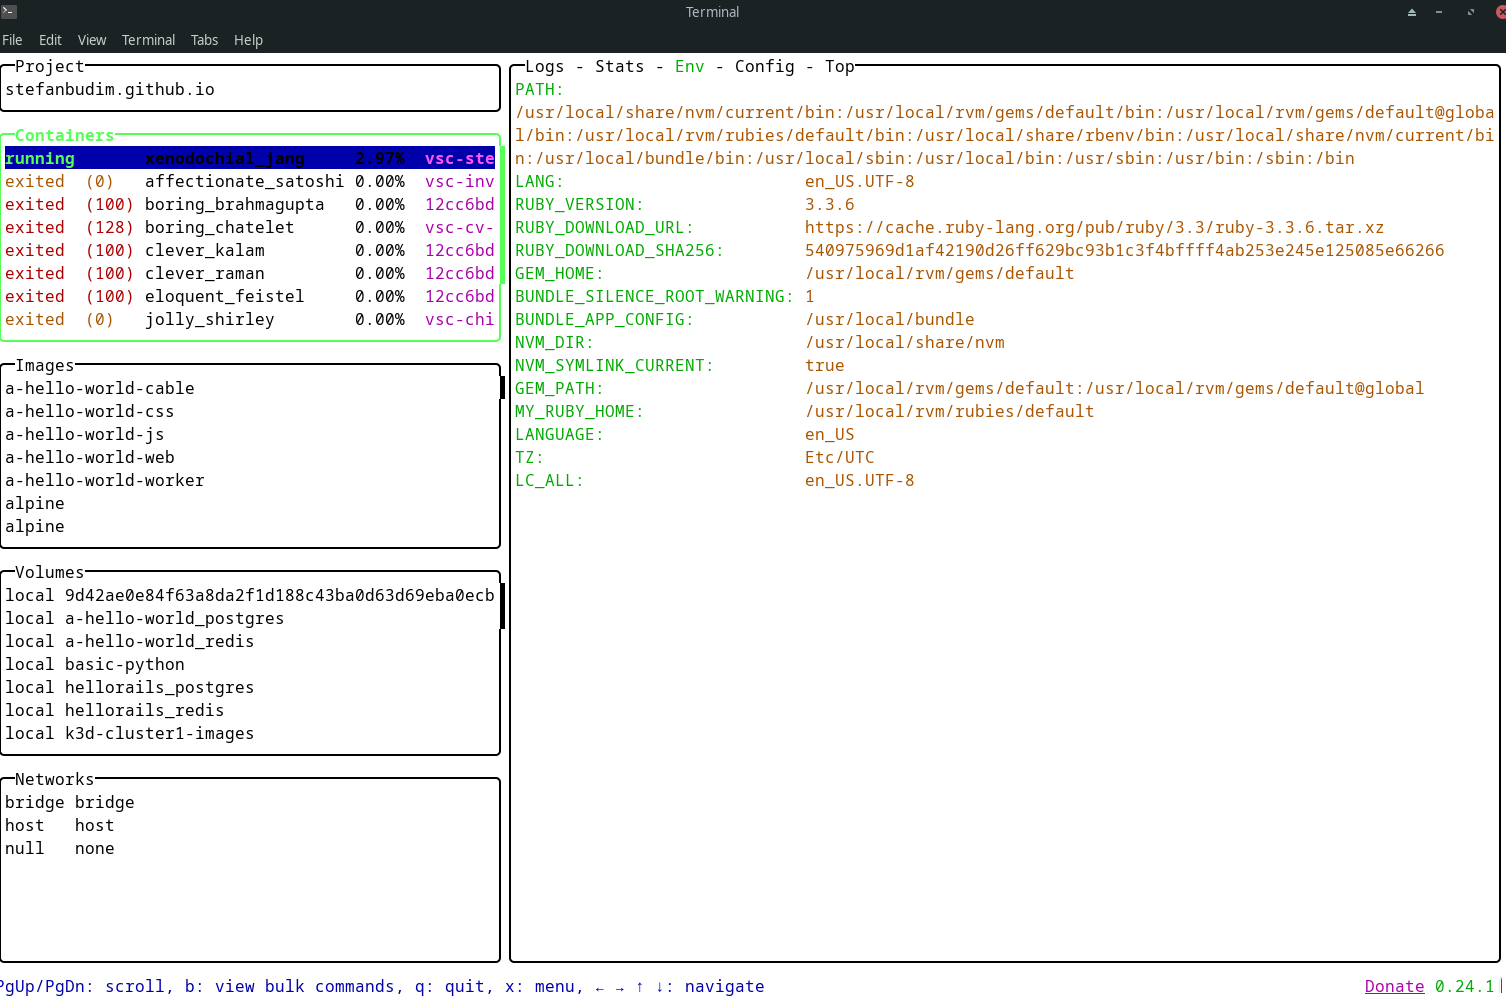 Terminal
File Edit View Terminal Tabs Help
Project
stefanbudim.github.io
Containers
running xenodochial_jang 2.97% vsc-ste
exited (0) affectionate_satoshi 0.00% vsc-inv
exited (100) boring_brahmagupta 0.00% 12cc6bd
exited (128) boring_chatelet 0.00% vsc-cv-
exited (100) clever_kalam 0.00% 12cc6bd
exited (100) clever_raman 0.00% 12cc6bd
exited (100) eloquent_feistel 0.00% 12cc6bd
exited (0) jolly_shirley 0.00% vsc-chi
Images
a-hello-world-cable
a-hello-world-css
a-hello-world-js
a-hello-world-web
a-hello-world-worker
alpine
alpine
Volumes
local 9d42ae0e84f63a8da2f1d188c43ba0d63d69eba0ecb
local a-hello-world_postgres
local a-hello-world_redis
local basic-python
local hellorails_postgres
local hellorails_redis
local k3d-cluster1-images
Networks
bridge bridge
host host
null none
Logs - Stats - Env - Config - Top
PATH:
/usr/local/share/nvm/current/bin:/usr/local/rvm/gems/default/bin:/usr/local/rvm/gems/default@globa
l/bin:/usr/local/rvm/rubies/default/bin:/usr/local/share/rbenv/bin:/usr/local/share/nvm/current/bi
n:/usr/local/bundle/bin:/usr/local/sbin:/usr/local/bin:/usr/sbin:/usr/bin:/sbin:/bin
LANG: en_US.UTF-8
RUBY_VERSION: 3.3.6
RUBY_DOWNLOAD_URL: https://cache.ruby-lang.org/pub/ruby/3.3/ruby-3.3.6.tar.xz
RUBY_DOWNLOAD_SHA256: 540975969d1af42190d26ff629bc93b1c3f4bffff4ab253e245e125085e66266
GEM_HOME: /usr/local/rvm/gems/default
BUNDLE_SILENCE_ROOT_WARNING: 1
BUNDLE_APP_CONFIG: /usr/local/bundle
NVM_DIR: /usr/local/share/nvm
NVM_SYMLINK_CURRENT: true
GEM_PATH: /usr/local/rvm/gems/default:/usr/local/rvm/gems/default@global
MY_RUBY_HOME: /usr/local/rvm/rubies/default
LANGUAGE: en_US
TZ: Etc/UTC
LC_ALL: en_US.UTF-8
PgUp/PgDn: scroll, b: view bulk commands, q: quit, x: menu, ← → ↑ ↓: navigate
Donate 0.24.1